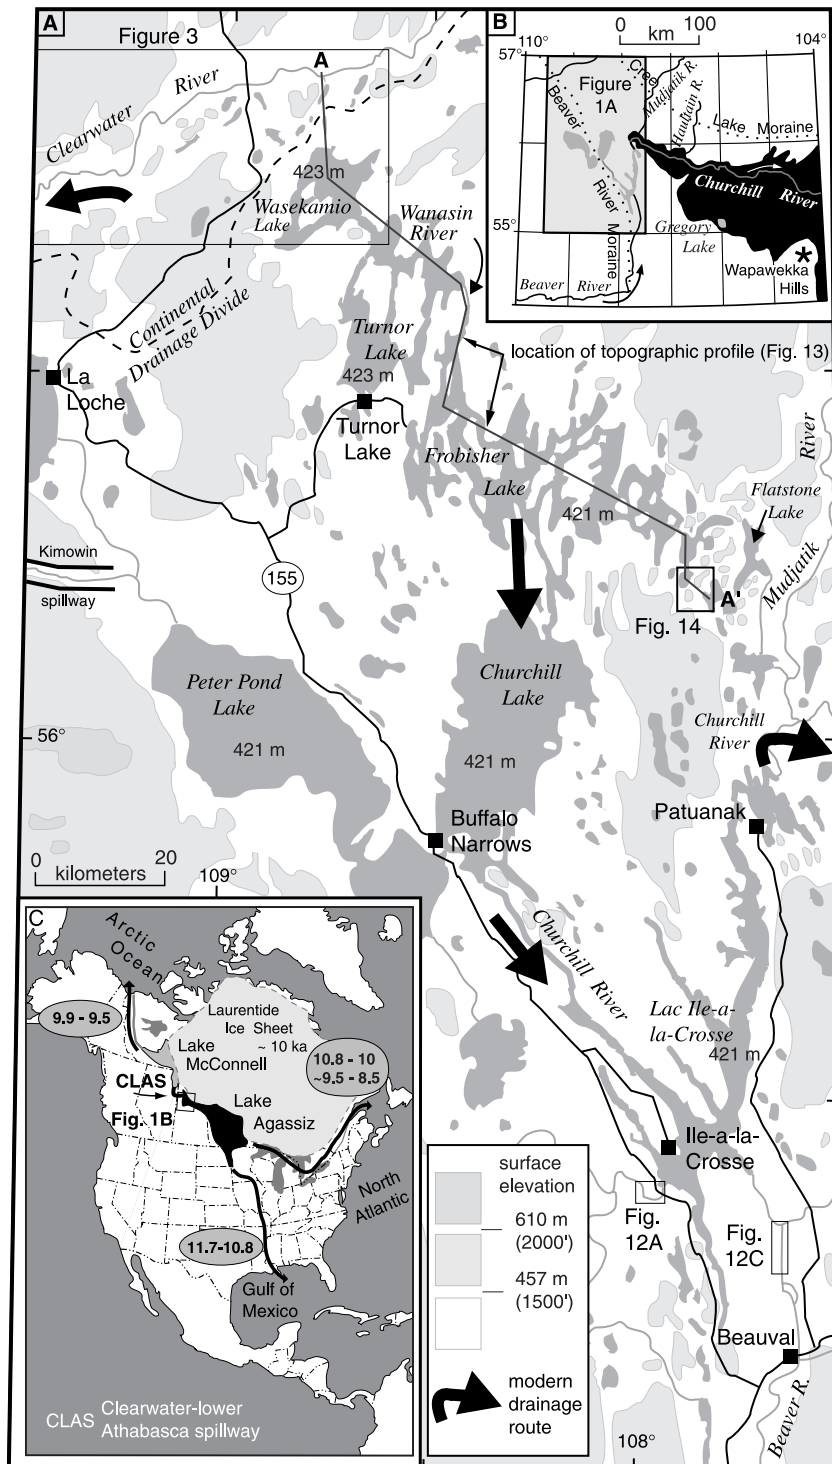 A
Figure 3
A
Clearwater
River
423 m
Wasekamio
Lake
Wanasin
River
Continental
Drainage Divide
Turnor
Lake
423 m
La
Loche
Turnor
Lake
location of topographic profile (Fig. 13)
Frobisher
Lake
421 m
River
Flatstone
Lake
Mudjatik
Kimowin
spillway
155
A'
Fig. 14
Peter Pond
Lake
421 m
Churchill
Lake
421 m
Churchill
River
56°
Buffalo
Narrows
Patuanak
0
20
kilometers
109°
Churchill River
Lac Ile-a-
la-Crosse
421 m
Ile-a-la-
Crosse
Fig.
12A
Fig.
12C
Beauval
Beaver R.
108°
B
0
100
km
110°
104°
57°
55°
Figure
1A
Cree
Mudjatik R.
Haultain R.
Lake Moraine
Beaver
River
Moraine
Churchill
River
Gregory
Lake
*
Wapawekka
Hills
Beaver River
C
Arctic
Ocean
9.9 - 9.5
Laurentide
Ice Sheet
~ 10 ka
Lake
McConnell
10.8 - 10
~9.5 - 8.5
CLAS
Fig. 1B
Lake
Agassiz
North
Atlantic
11.7-10.8
Gulf of
Mexico
CLAS Clearwater-lower
Athabasca spillway
surface
elevation
610 m
(2000')
457 m
(1500')
modern
drainage
route